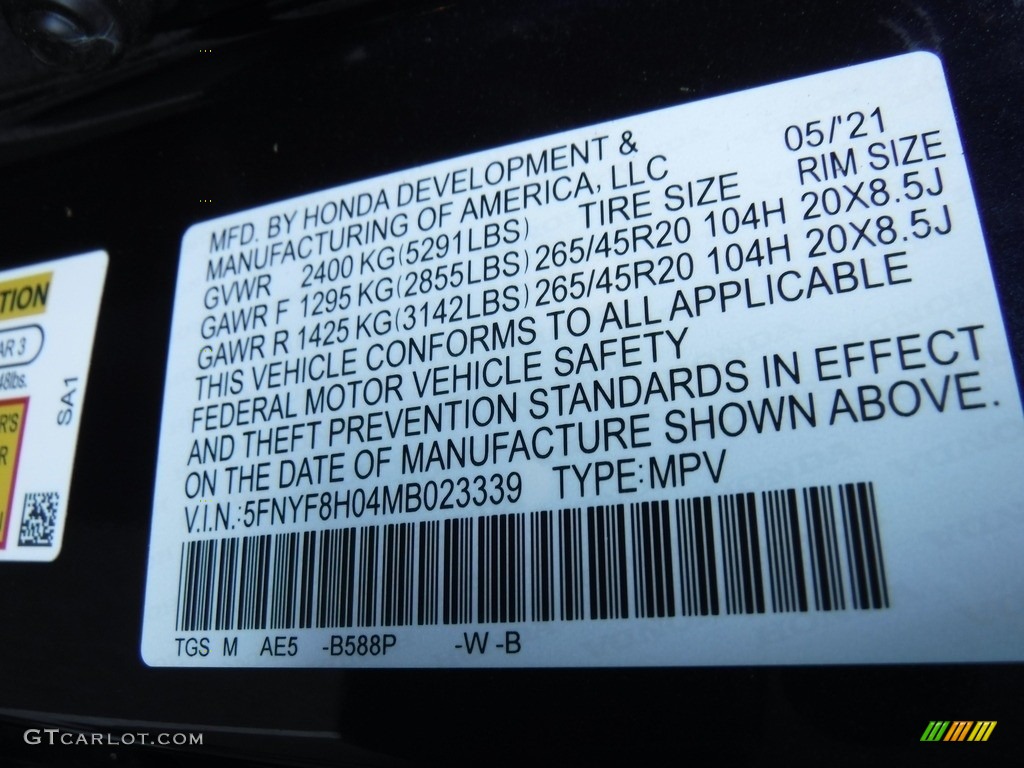 MFD. BY HONDA DEVELOPMENT &
MANUFACTURING OF AMERICA, LLC 05/'21
GVWR 2400 KG(5291LBS) TIRE SIZE RIM SIZE
GAWR F 1295 KG(2855LBS) 265/45R20 104H 20X8.5J
GAWR R 1425 KG(3142LBS) 265/45R20 104H 20X8.5J
THIS VEHICLE CONFORMS TO ALL APPLICABLE
FEDERAL MOTOR VEHICLE SAFETY
AND THEFT PREVENTION STANDARDS IN EFFECT
ON THE DATE OF MANUFACTURE SHOWN ABOVE.
V.I.N.:5FNYF8H04MB023339 TYPE:MPV
TGS M AE5 -B588P -W -B
SA1
GTCARLOT.COM